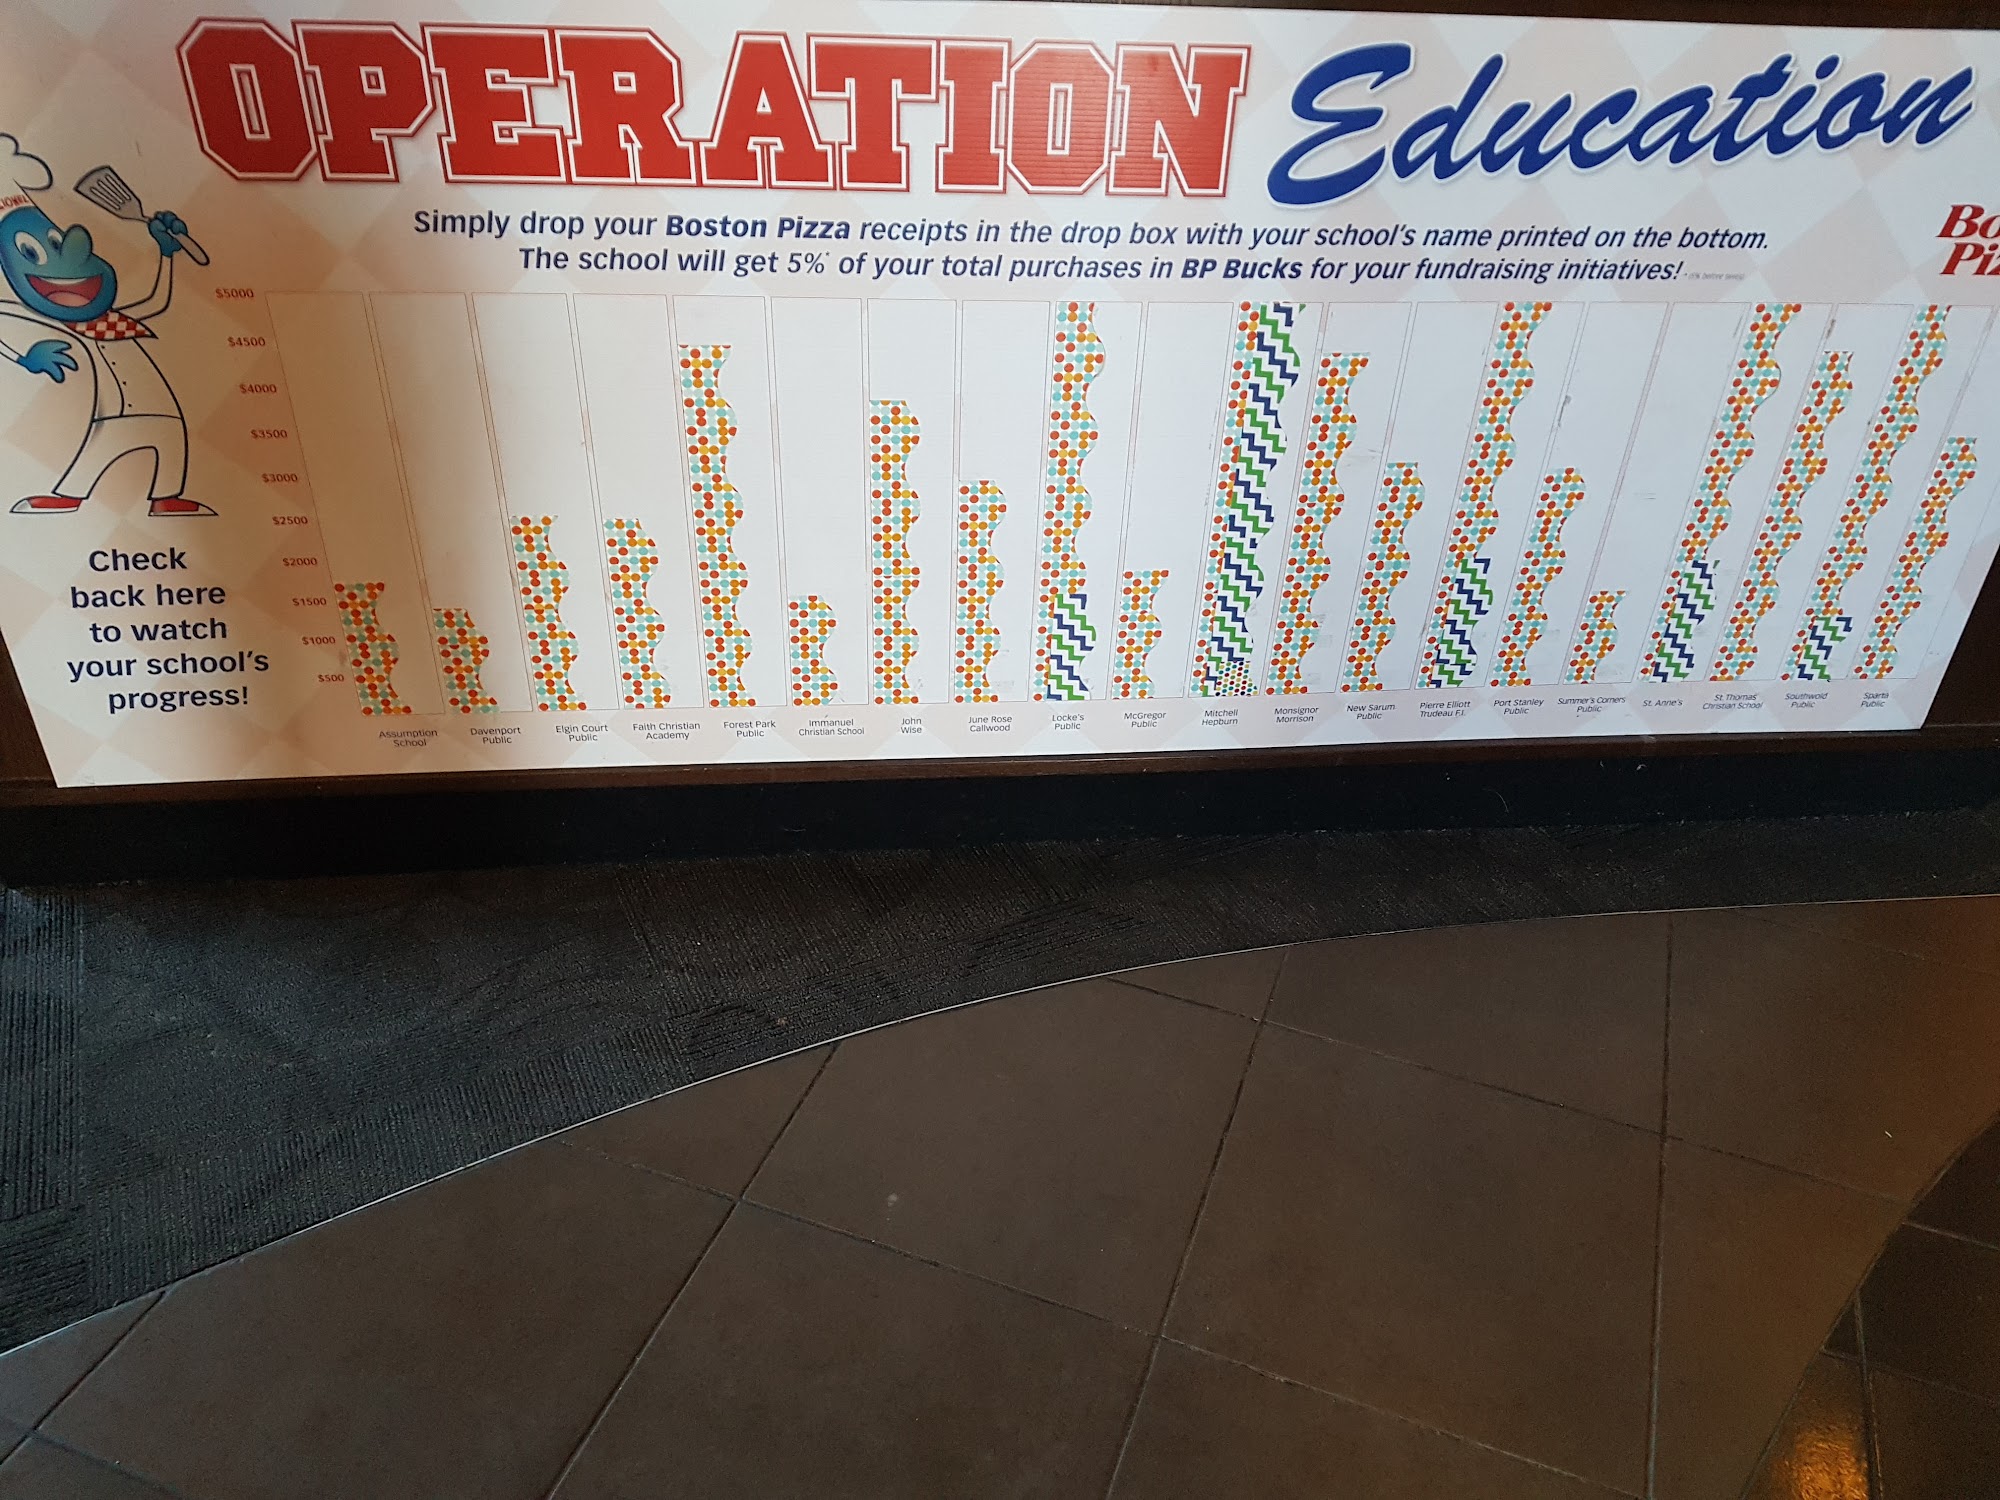 OPERATION Education
Simply drop your Boston Pizza receipts in the drop box with your school's name printed on the bottom.
The school will get 5%* of your total purchases in BP Bucks for your fundraising initiatives!
Bo
Piz
$5000
$4500
$4000
$3500
$3000
$2500
$2000
$1500
$1000
$500
Check
back here
to watch
your school's
progress!
Assumption
School
Davenport
Public
Elgin Court
Public
Faith Christian
Academy
Forest Park
Public
Immanuel
Christian School
John
Wise
June Rose
Callwood
Locke's
Public
McGregor
Public
Mitchell
Hepburn
Monsignor
Morrison
New Sarum
Public
Pierre Elliott
Trudeau F.I.
Port Stanley
Public
Summer's Corners
Public
St. Anne's
St. Thomas
Christian School
Southwold
Public
Sparta
Public